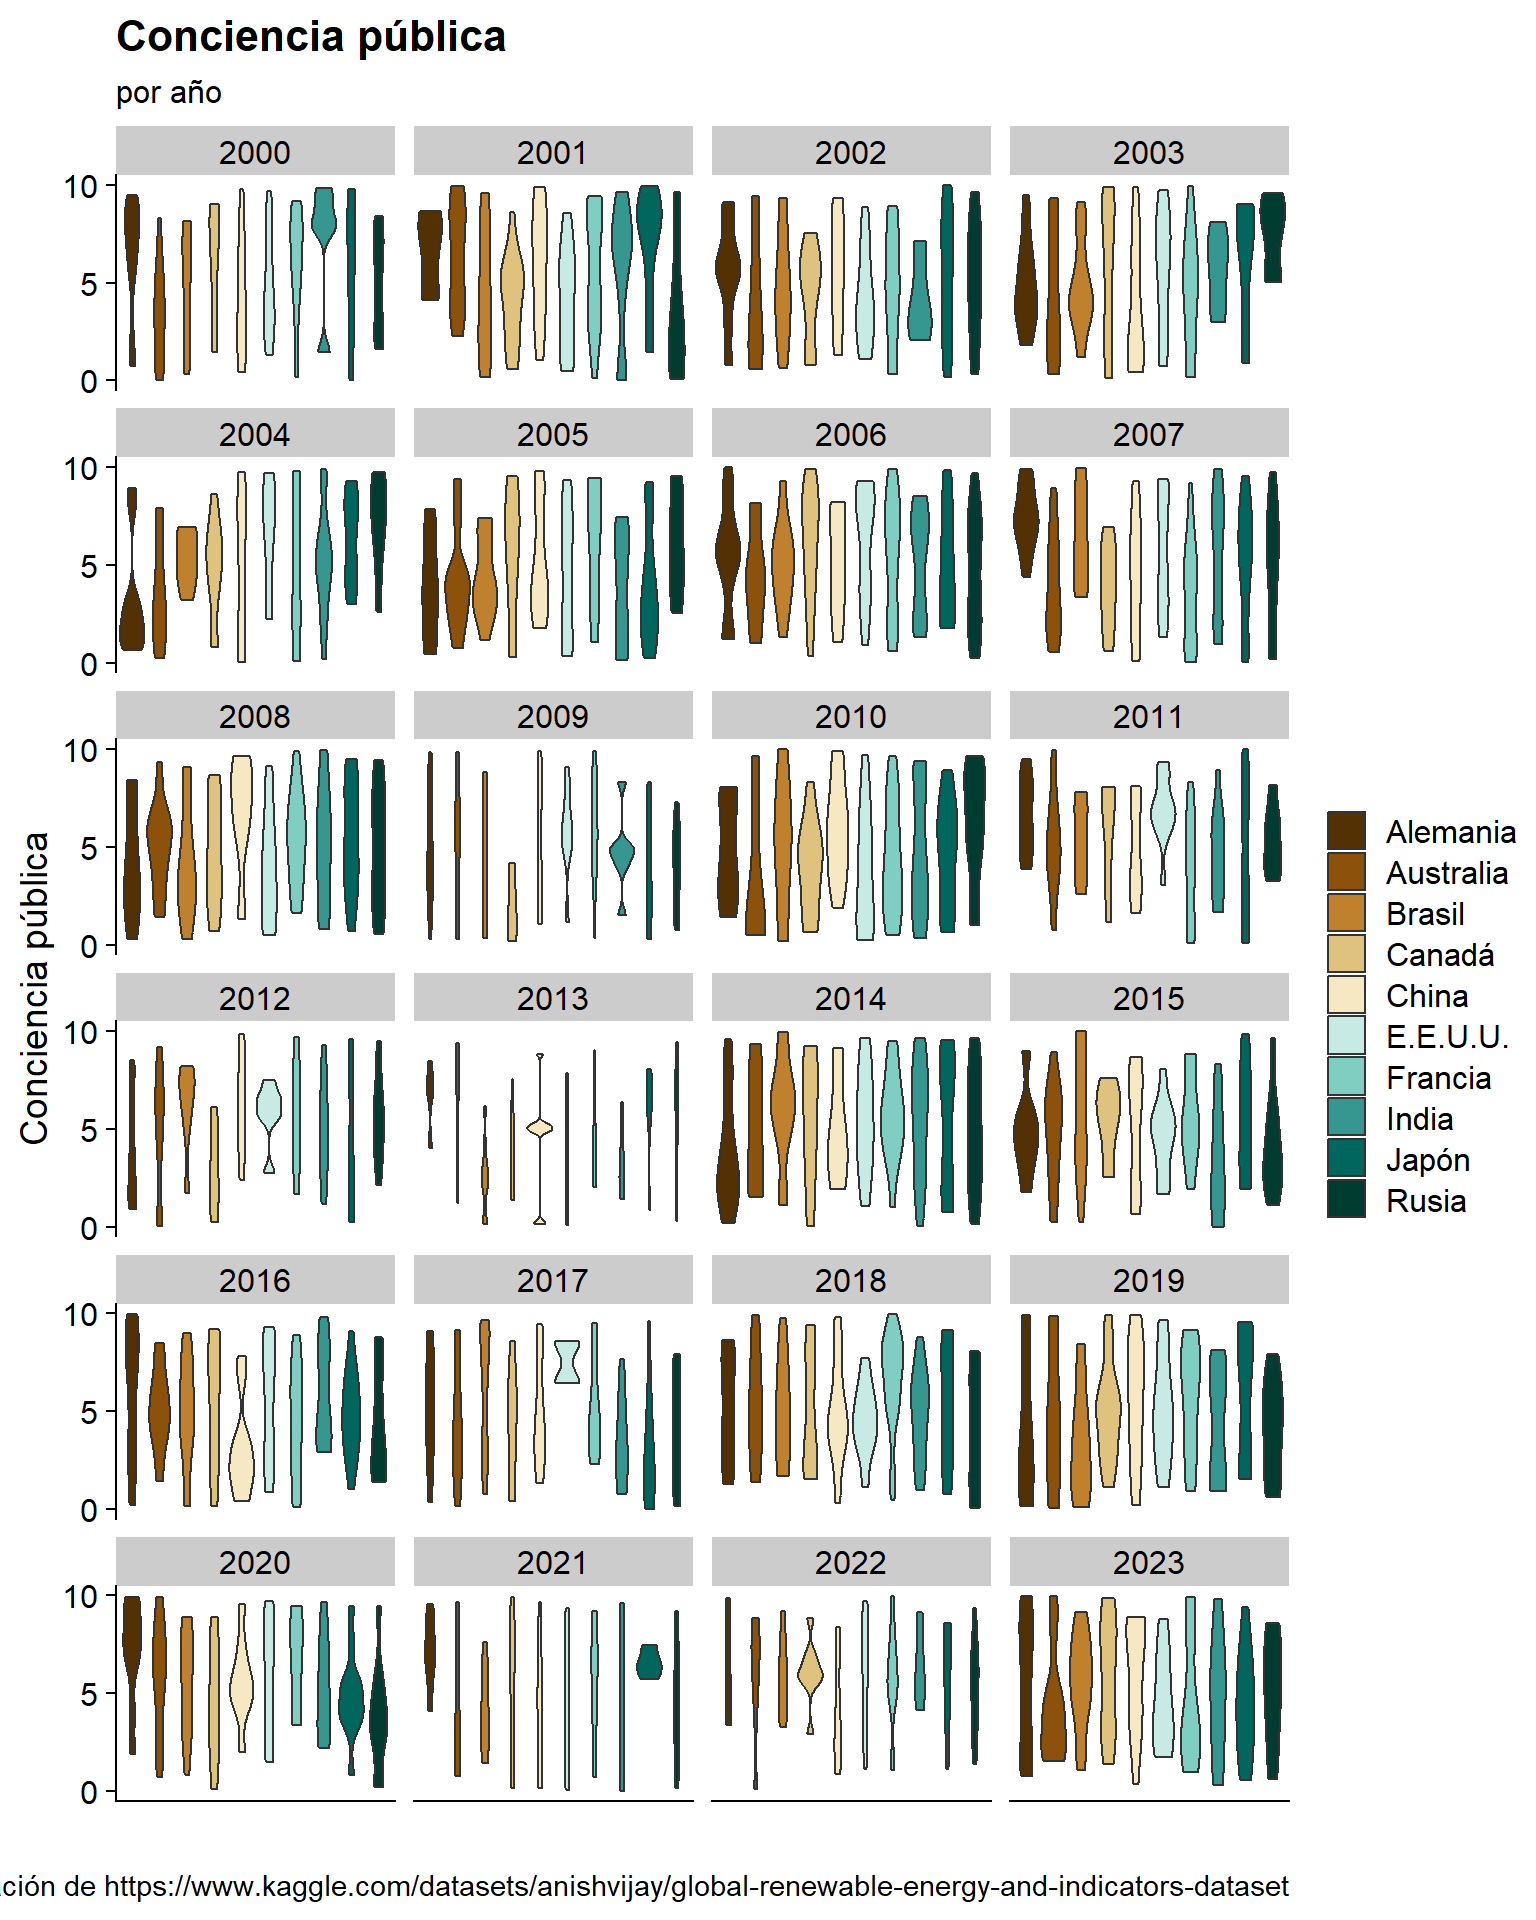 Conciencia pública
por año
2000 2001 2002 2003
10
5
0
2004 2005 2006 2007
10
5
0
2008 2009 2010 2011
10
5
0
2012 2013 2014 2015
10
5
0
2016 2017 2018 2019
10
5
0
2020 2021 2022 2023
10
5
0
Conciencia pública
Alemania
Australia
Brasil
Canadá
China
E.E.U.U.
Francia
India
Japón
Rusia
ación de https://www.kaggle.com/datasets/anishvijay/global-renewable-energy-and-indicators-dataset